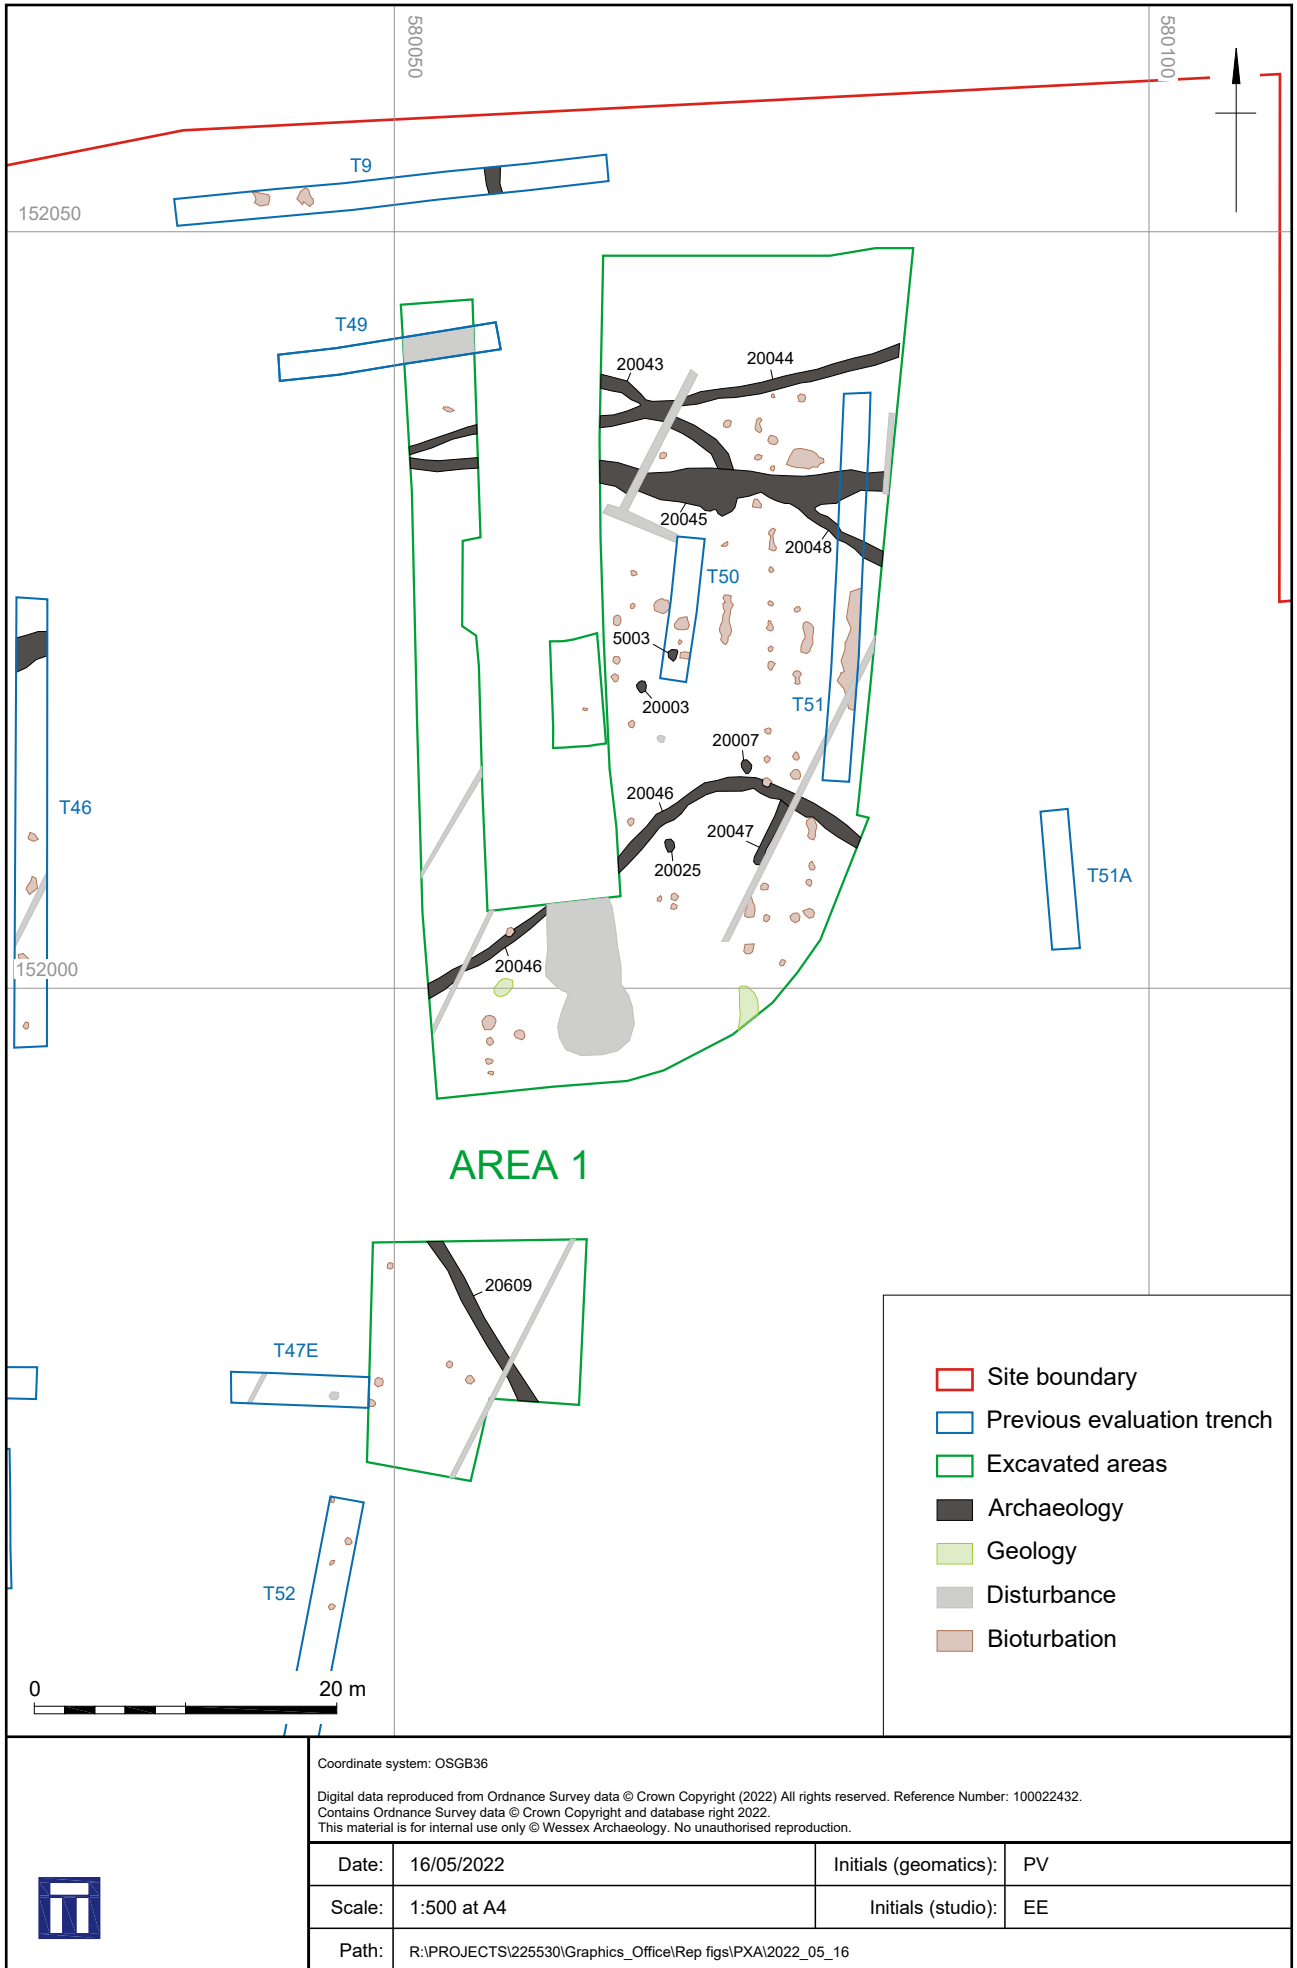 580050
580100
T9
152050
T49
20043
20044
20045
20048
T50
5003
20003
T51
20007
20046
20047
20025
T46
T51A
20046
152000
AREA 1
20609
T47E
T52
0
20 m
Site boundary
Previous evaluation trench
Excavated areas
Archaeology
Geology
Disturbance
Bioturbation
Coordinate system: OSGB36
Digital data reproduced from Ordnance Survey data © Crown Copyright (2022) All rights reserved. Reference Number: 100022432.
Contains Ordnance Survey data © Crown Copyright and database right 2022.
This material is for internal use only © Wessex Archaeology. No unauthorised reproduction.
Date: 16/05/2022 Initials (geomatics): PV
Scale: 1:500 at A4 Initials (studio): EE
Path: R:\PROJECTS\225530\Graphics_Office\Rep figs\PXA\2022_05_16